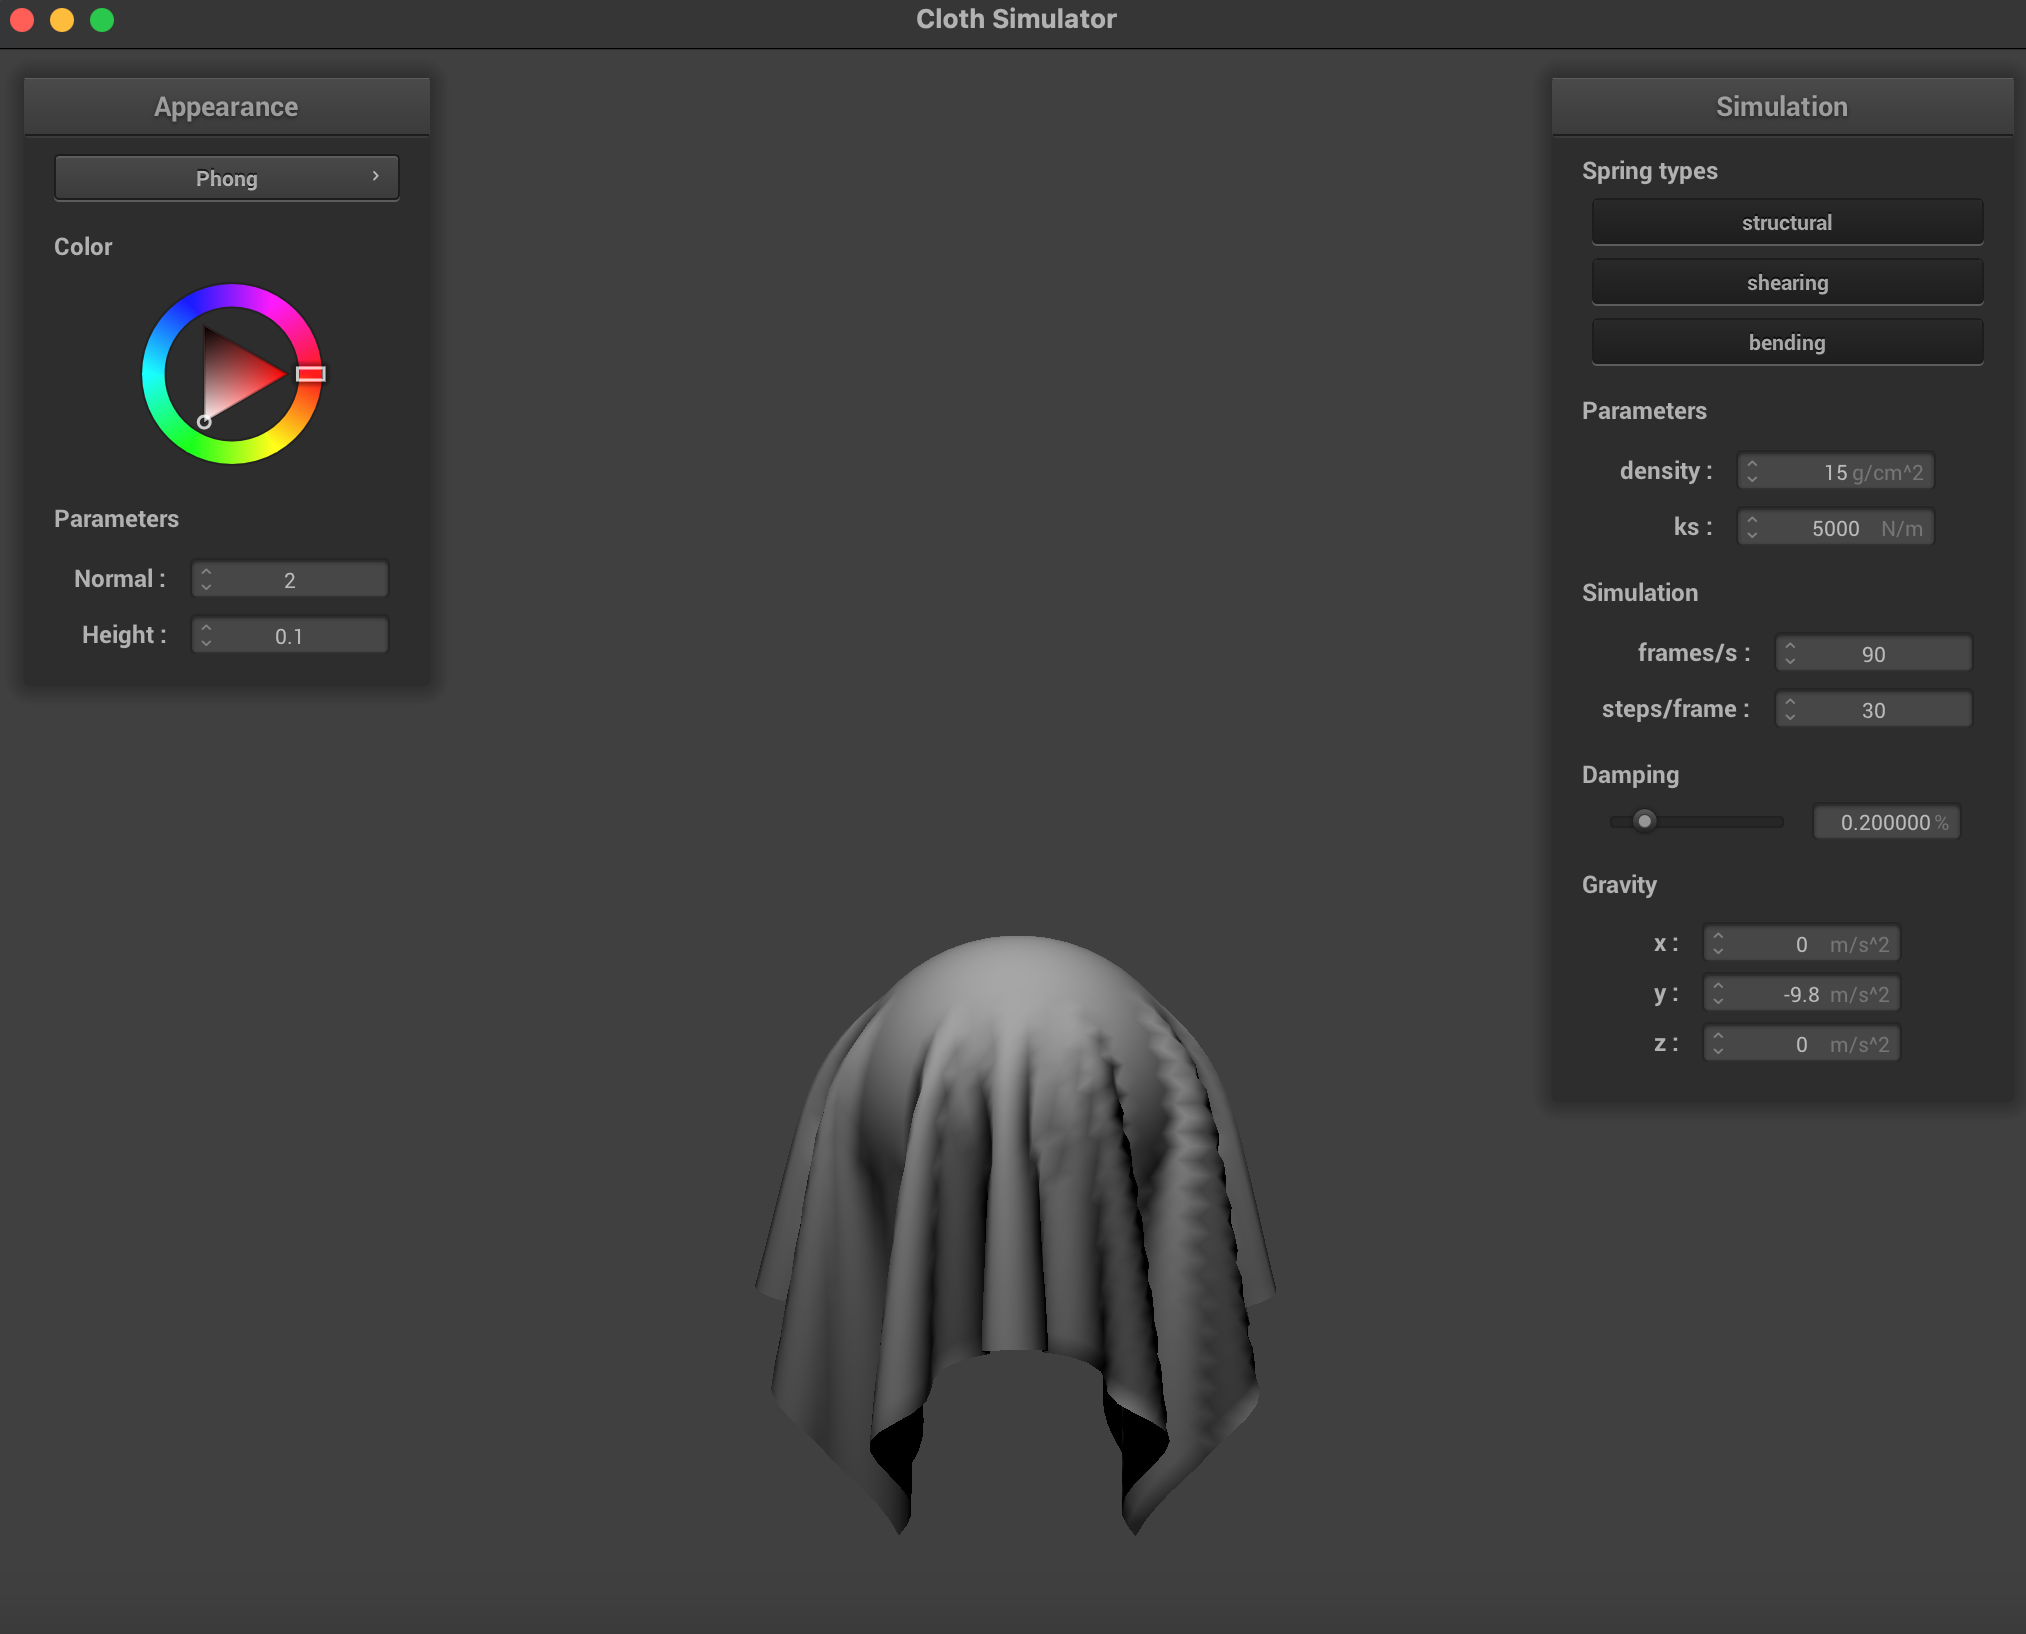 Cloth Simulator
Appearance
Phong
Color
Parameters
Normal : 2
Height : 0.1
Simulation
Spring types
structural
shearing
bending
Parameters
density : 15 g/cm^2
ks : 5000 N/m
Simulation
frames/s : 90
steps/frame : 30
Damping
0.200000 %
Gravity
x : 0 m/s^2
y : -9.8 m/s^2
z : 0 m/s^2